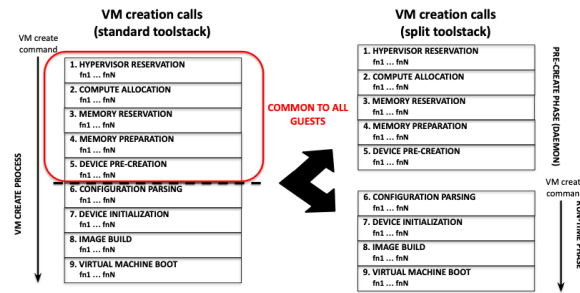 VM creation calls
(standard toolstack)
VM create
command
1. HYPERVISOR RESERVATION
fn1 ... fnN
2. COMPUTE ALLOCATION
fn1 ... fnN
3. MEMORY RESERVATION
fn1 ... fnN
4. MEMORY PREPARATION
fn1 ... fnN
5. DEVICE PRE-CREATION
fn1 ... fnN
6. CONFIGURATION PARSING
fn1 ... fnN
7. DEVICE INITIALIZATION
fn1 ... fnN
8. IMAGE BUILD
fn1 ... fnN
9. VIRTUAL MACHINE BOOT
fn1 ... fnN
VM CREATE PROCESS
COMMON TO ALL
GUESTS
VM creation calls
(split toolstack)
1. HYPERVISOR RESERVATION
fn1 ... fnN
2. COMPUTE ALLOCATION
fn1 ... fnN
3. MEMORY RESERVATION
fn1 ... fnN
4. MEMORY PREPARATION
fn1 ... fnN
5. DEVICE PRE-CREATION
fn1 ... fnN
PRE-CREATE PHASE (DAEMON)
6. CONFIGURATION PARSING
fn1 ... fnN
7. DEVICE INITIALIZATION
fn1 ... fnN
8. IMAGE BUILD
fn1 ... fnN
9. VIRTUAL MACHINE BOOT
fn1 ... fnN
VM create
command
PHASE